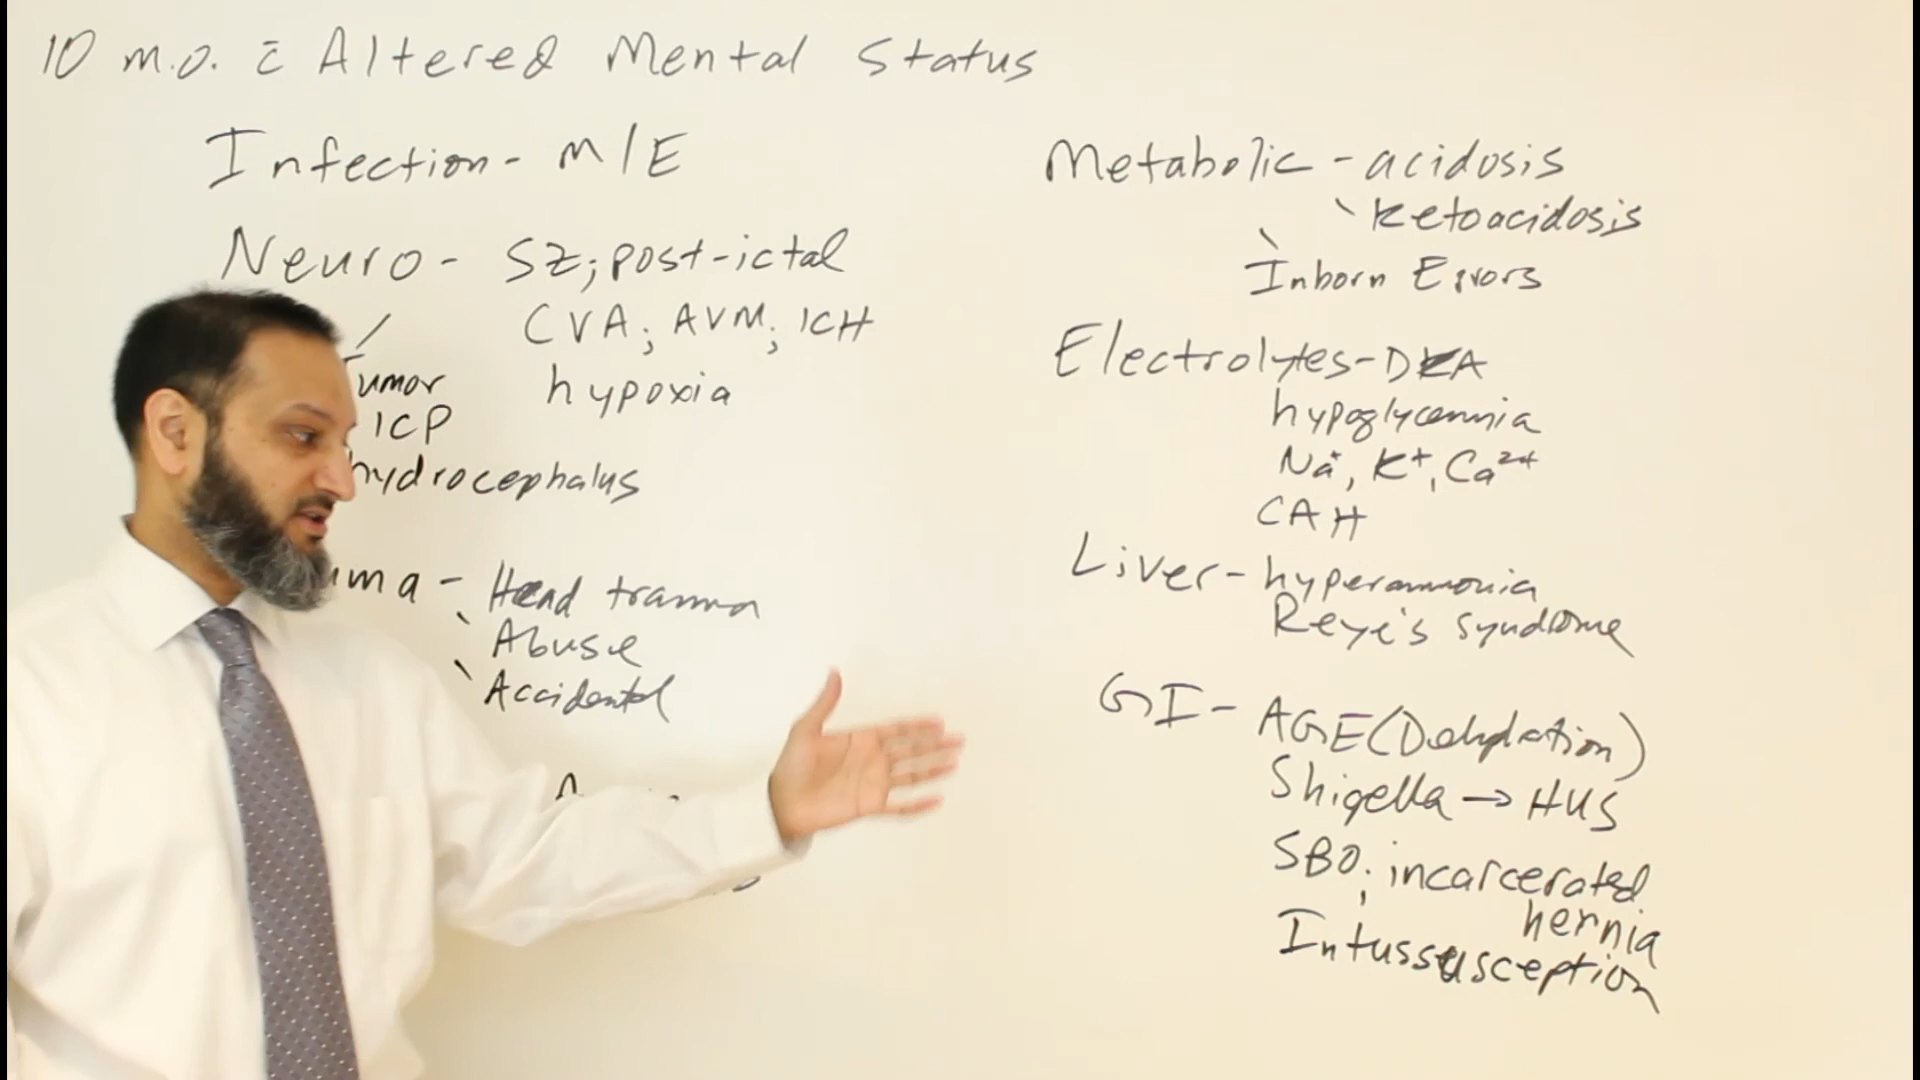 10 m.o. c̄ Altered Mental Status
Infection - M/E
Neuro - SZ; post-ictal
CVA; AVM; ICH
hypoxia
Tumor
ICP
hydrocephalus
uma - Head trauma
Abuse
Accidental
Metabolic - acidosis
ketoacidosis
Inborn Errors
Electrolytes - DKA
hypoglycemia
Na+, K+, Ca2+
CAH
Liver - hyperammonia
Reye's syndrome
GI - AGE (Dehydration)
Shigella → HUS
SBO; incarcerated
hernia
Intussusception